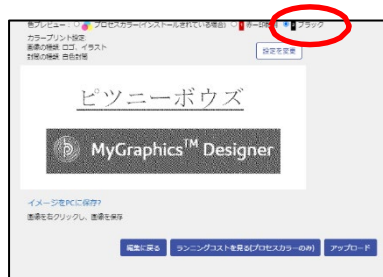 色プレビュー: プロセスカラー(インストールされている場合) 赤一印刷 ブラック
カラープリント設定:
画像の種類 ロゴ、イラスト
封筒の種類 白色封筒
設定を変更
ピツニーボウズ
MyGraphics™ Designer
イメージをPCに保存?
画像を右クリックし、画像を保存
編集に戻る ランニングコストを見る(プロセスカラーのみ) アップロード